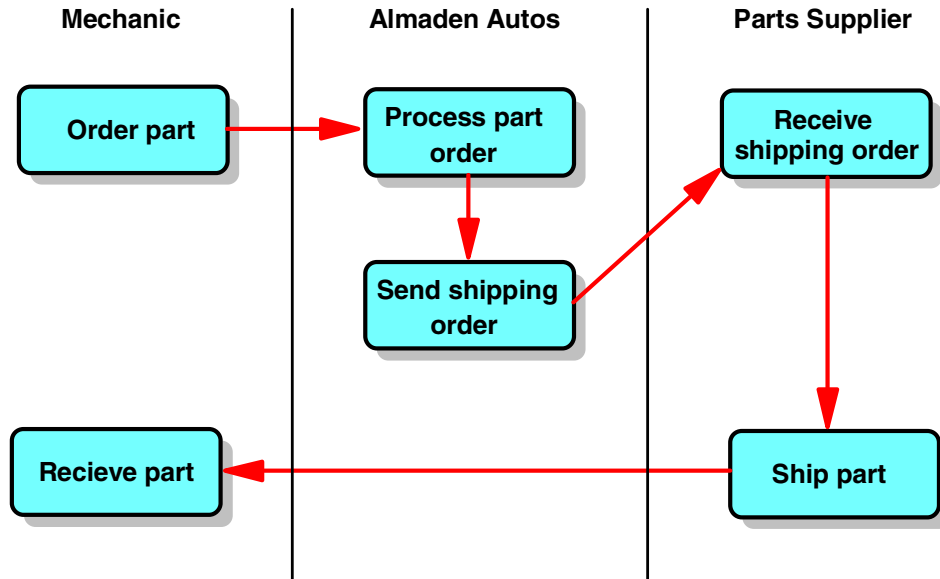 Mechanic
Almaden Autos
Parts Supplier
Order part
Process part
order
Receive
shipping order
Send shipping
order
Recieve part
Ship part